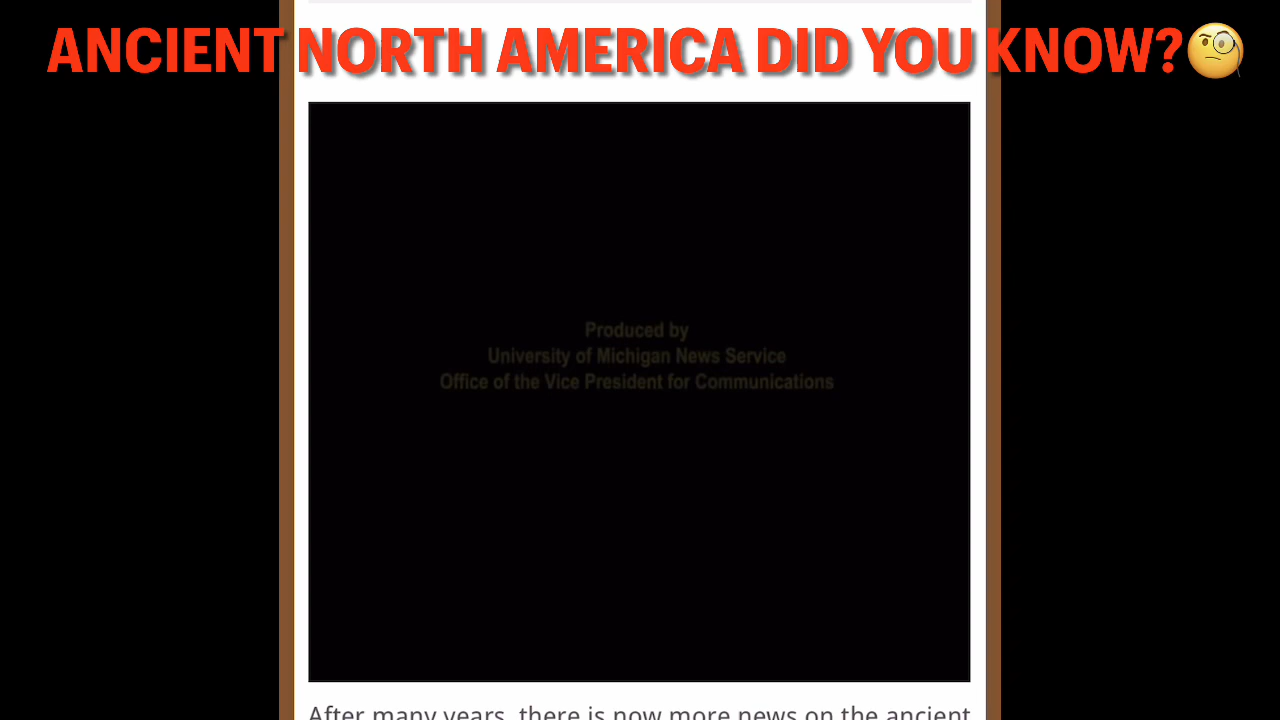 ANCIENT NORTH AMERICA DID YOU KNOW?🧐
Produced by
University of Michigan News Service
Office of the Vice President for Communications
After many years, there is now more news on the ancient